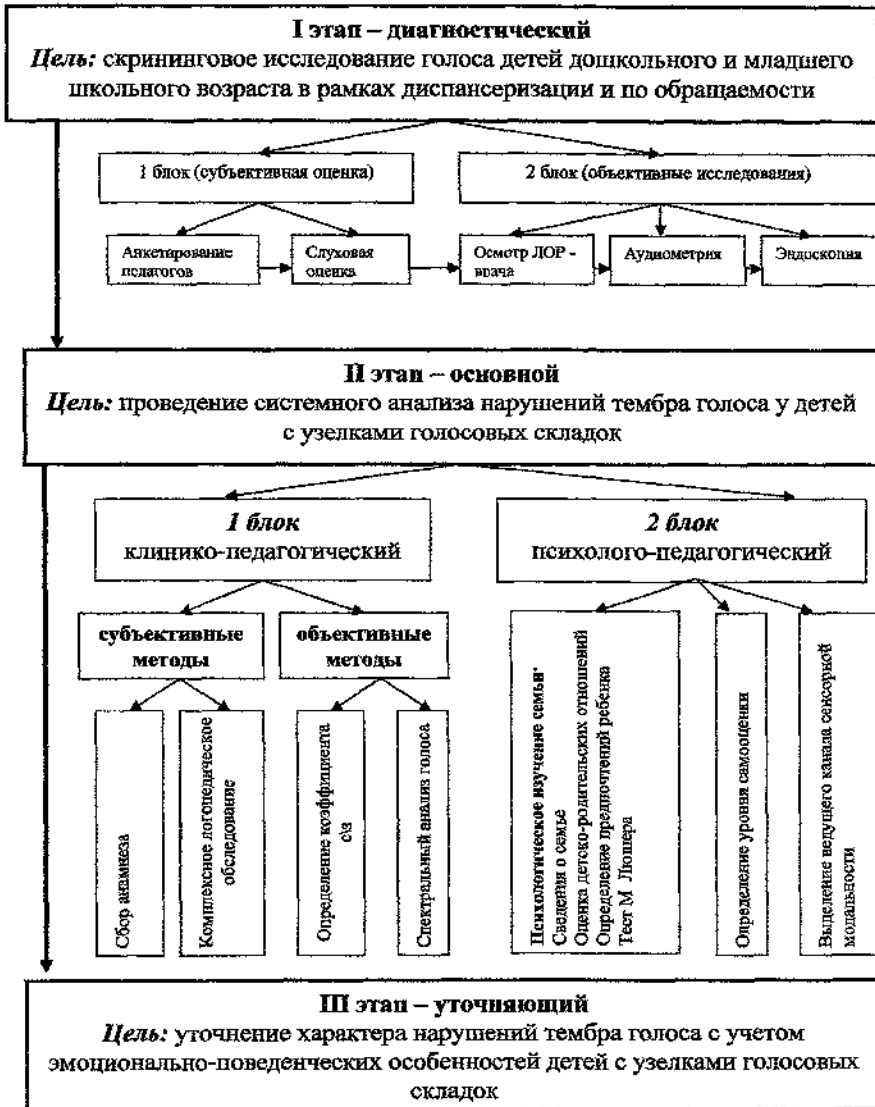 I этап – диагностический
Цель: скрининговое исследование голоса детей дошкольного и младшего
школьного возраста в рамках диспансеризации и по обращаемости
1 блок (субъективная оценка)
2 блок (объективные исследования)
Анкетирование
педагогов
Слуховая
оценка
Осмотр ЛОР -
врача
Аудиометрия
Эндоскопия
II этап – основной
Цель: проведение системного анализа нарушений тембра голоса у детей
с узелками голосовых складок
1 блок
клинико-педагогический
2 блок
психолого-педагогический
субъективные
методы
объективные
методы
Сбор анамнеза
Комплексное логопедическое
обследование
Определение коэффициента
с\з
Спектральный анализ голоса
Психологическое изучение семьи·
Сведения о семье
Оценка детско-родительских отношений
Определение предпочтений ребенка
Тест М Люшера
Определение уровня самооценки
Выделение ведущего канала сенсорной
модальности
III этап – уточняющий
Цель: уточнение характера нарушений тембра голоса с учетом
эмоционально-поведенческих особенностей детей с узелками голосовых
складок